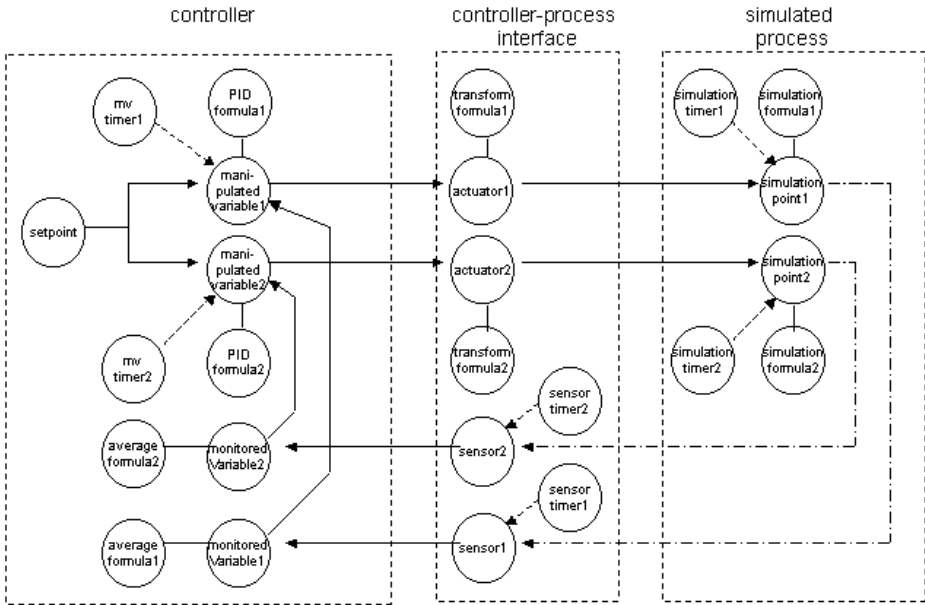 controller
controller-process
interface
simulated
process
mv
timer1
PID
formula1
transform
formula1
simulation
timer1
simulation
formula1
mani-
pulated
variable1
actuator1
simulation
point1
setpoint
mani-
pulated
variable2
actuator2
simulation
point2
mv
timer2
PID
formula2
transform
formula2
simulation
timer2
simulation
formula2
sensor
timer2
average
formula2
monitored
Variable2
sensor2
sensor
timer1
average
formula1
monitored
Variable1
sensor1